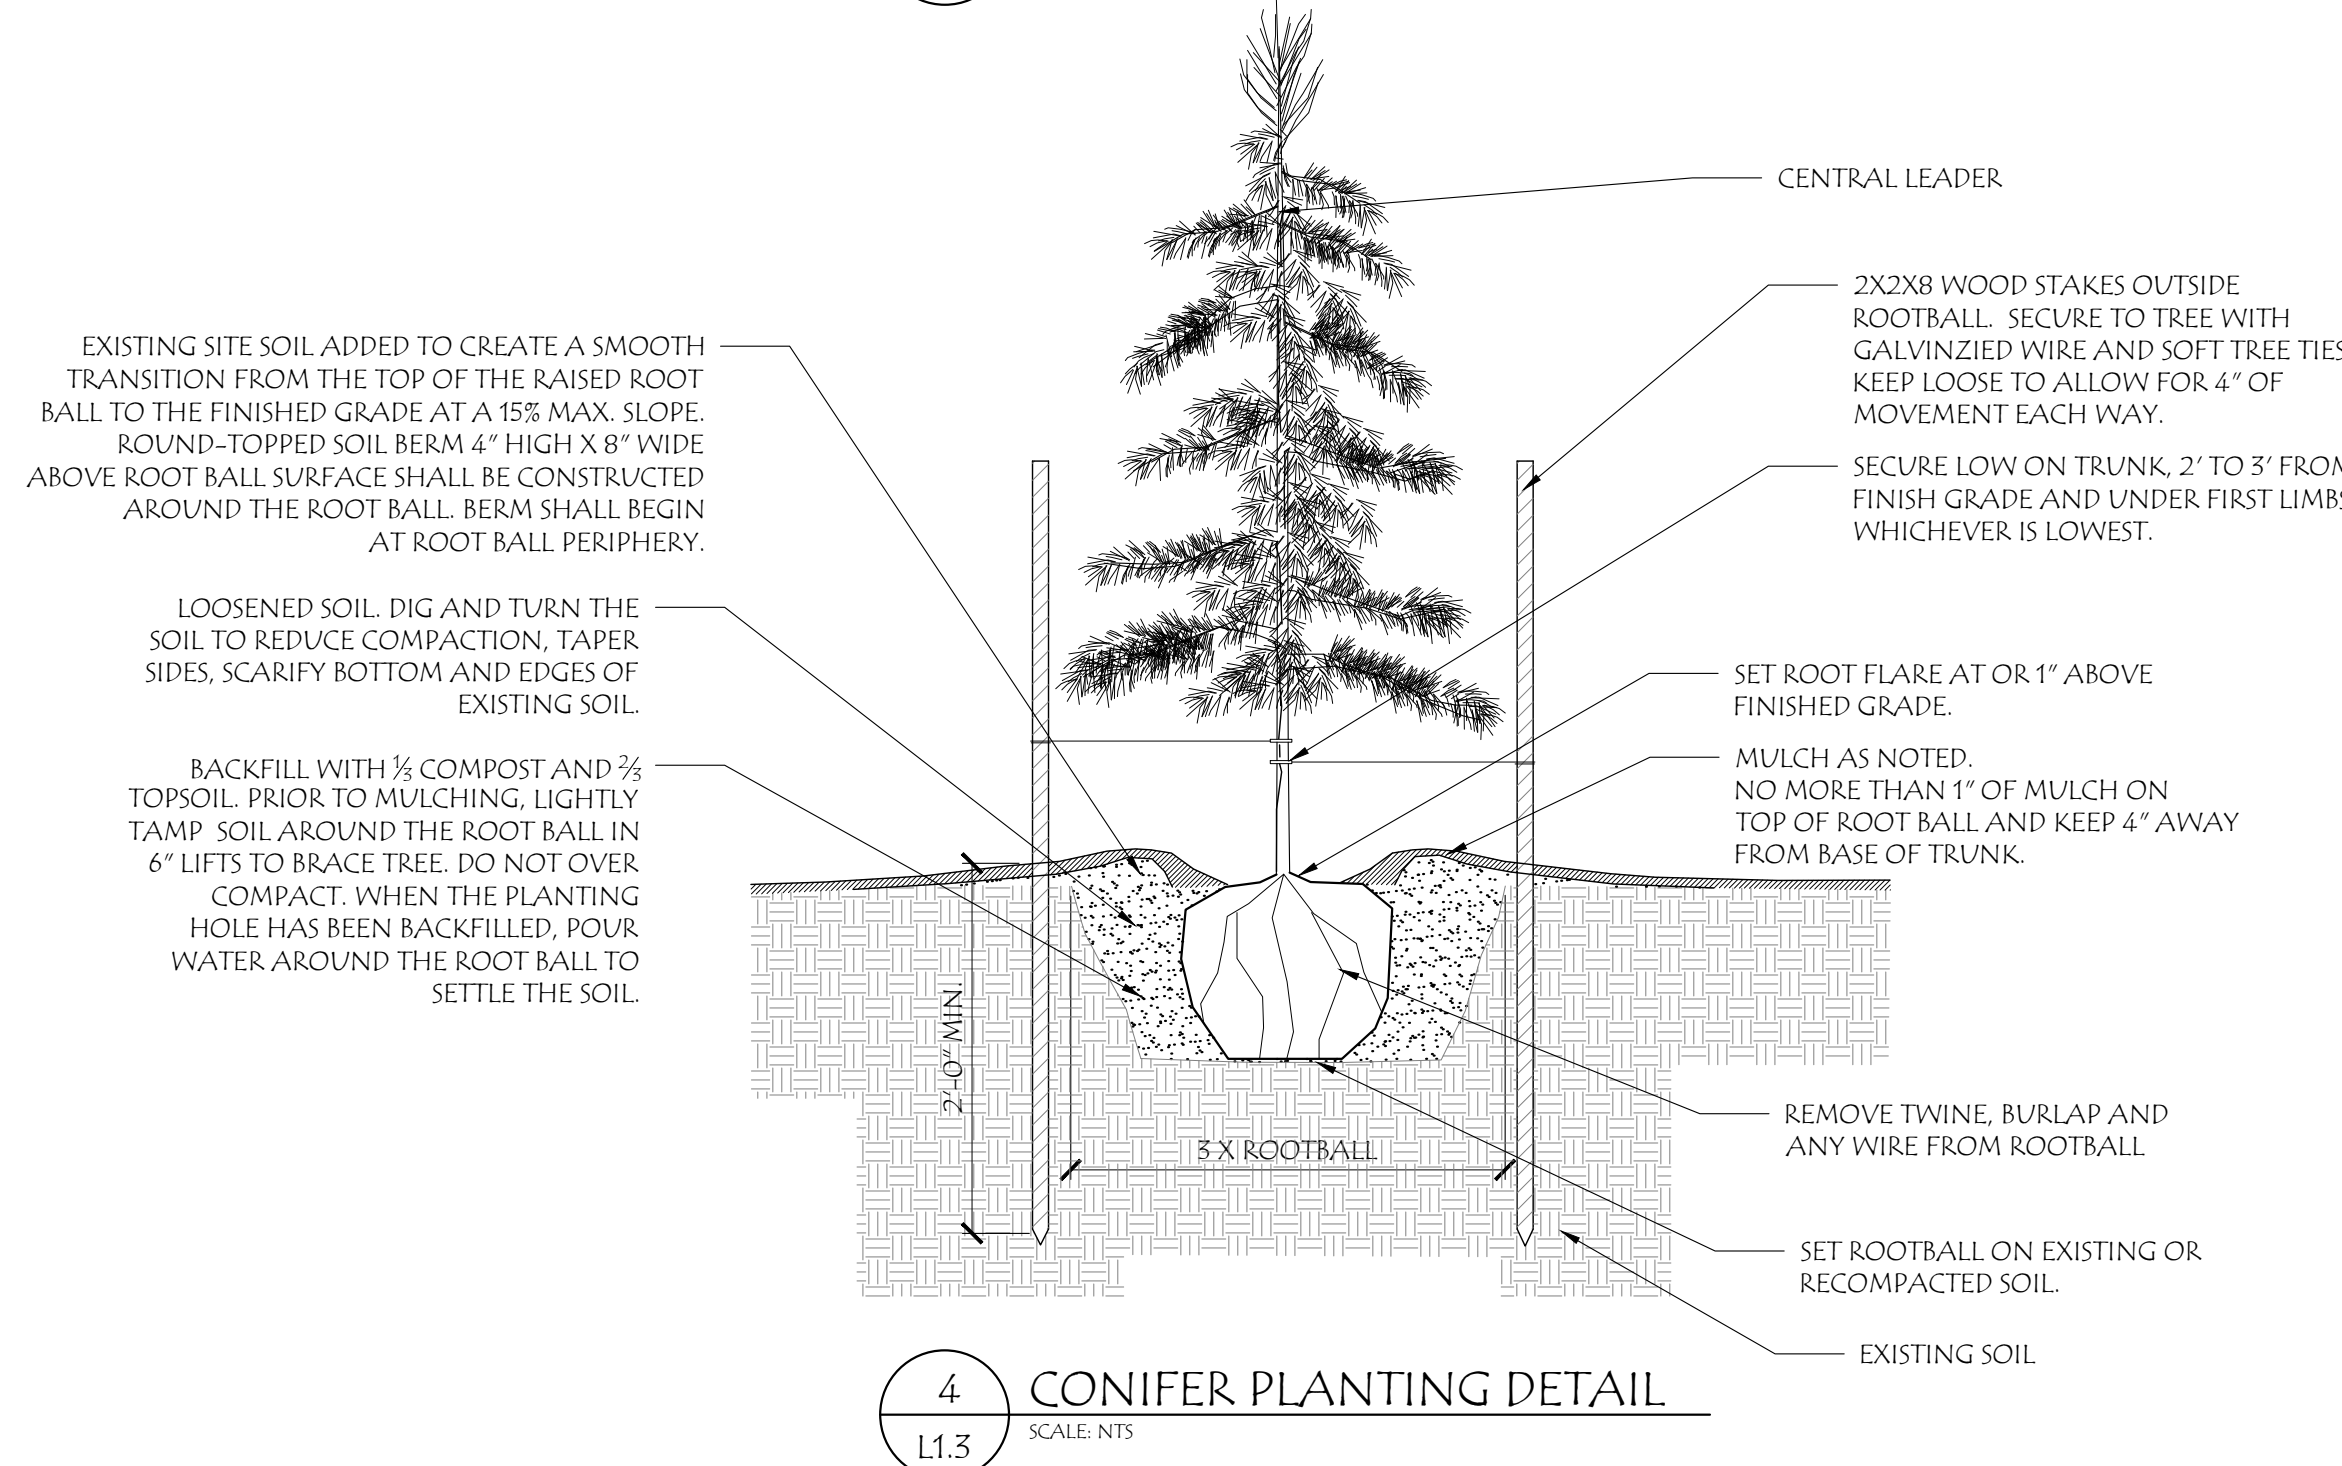 EXISTING SITE SOIL ADDED TO CREATE A SMOOTH
TRANSITION FROM THE TOP OF THE RAISED ROOT
BALL TO THE FINISHED GRADE AT A 15% MAX. SLOPE.
ROUND-TOPPED SOIL BERM 4" HIGH X 8" WIDE
ABOVE ROOT BALL SURFACE SHALL BE CONSTRUCTED
AROUND THE ROOT BALL. BERM SHALL BEGIN
AT ROOT BALL PERIPHERY.
LOOSENED SOIL. DIG AND TURN THE
SOIL TO REDUCE COMPACTION, TAPER
SIDES, SCARIFY BOTTOM AND EDGES OF
EXISTING SOIL.
BACKFILL WITH ⅓ COMPOST AND ⅔
TOPSOIL. PRIOR TO MULCHING, LIGHTLY
TAMP SOIL AROUND THE ROOT BALL IN
6" LIFTS TO BRACE TREE. DO NOT OVER
COMPACT. WHEN THE PLANTING
HOLE HAS BEEN BACKFILLED, POUR
WATER AROUND THE ROOT BALL TO
SETTLE THE SOIL.
CENTRAL LEADER
2X2X8 WOOD STAKES OUTSIDE
ROOTBALL. SECURE TO TREE WITH
GALVINZIED WIRE AND SOFT TREE TIES
KEEP LOOSE TO ALLOW FOR 4" OF
MOVEMENT EACH WAY.
SECURE LOW ON TRUNK, 2' TO 3' FROM
FINISH GRADE AND UNDER FIRST LIMBS
WHICHEVER IS LOWEST.
SET ROOT FLARE AT OR 1" ABOVE
FINISHED GRADE.
MULCH AS NOTED.
NO MORE THAN 1" OF MULCH ON
TOP OF ROOT BALL AND KEEP 4" AWAY
FROM BASE OF TRUNK.
2'-0" MIN.
3 X ROOTBALL
REMOVE TWINE, BURLAP AND
ANY WIRE FROM ROOTBALL
SET ROOTBALL ON EXISTING OR
RECOMPACTED SOIL.
EXISTING SOIL
4
L1.3
CONIFER PLANTING DETAIL
SCALE: NTS